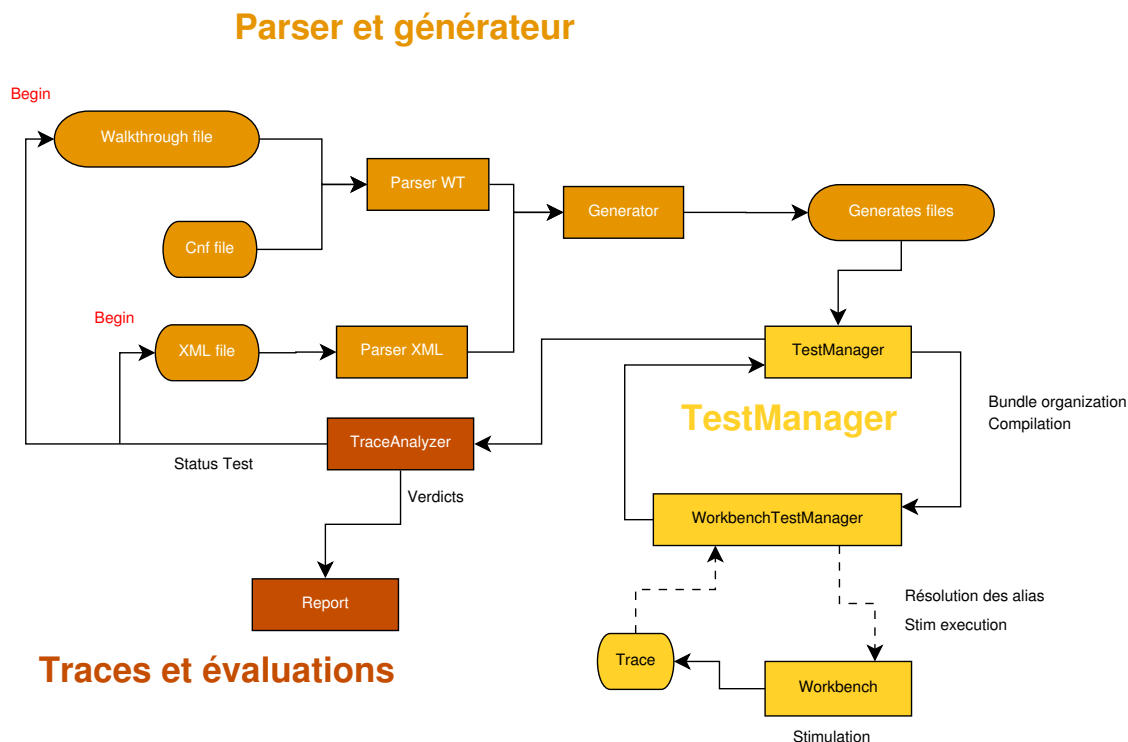 Parser et générateur
Begin
Walkthrough file
Parser WT
Generator
Generates files
Cnf file
Begin
XML file
Parser XML
TestManager
TestManager
Bundle organization
Compilation
TraceAnalyzer
Status Test
Verdicts
WorkbenchTestManager
Report
Résolution des alias
Stim execution
Traces et évaluations
Trace
Workbench
Stimulation